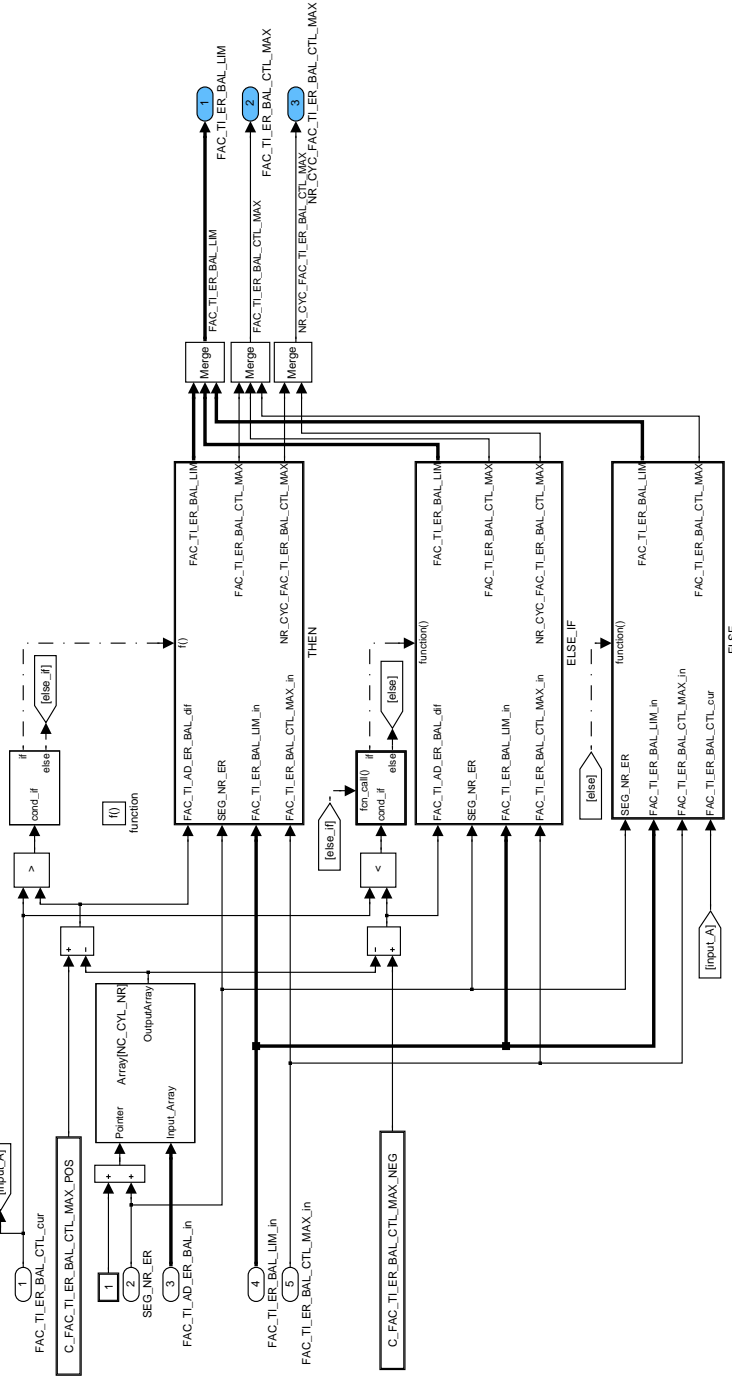 [input_A]
1
FAC_TI_ER_BAL_CTL_cur
C_FAC_TI_ER_BAL_CTL_MAX_POS
1
2
SEG_NR_ER
3
FAC_TI_AD_ER_BAL_in
4
FAC_TI_ER_BAL_LIM_in
5
FAC_TI_ER_BAL_CTL_MAX_in
C_FAC_TI_ER_BAL_CTL_MAX_NEG
+
+
Pointer
Array[NC_CYL_NR]
Input_Array
OutputArray
+
−
−
+
>
<
cond_if
if
else
[else_if]
f()
function
f()
FAC_TI_AD_ER_BAL_dif
SEG_NR_ER
FAC_TI_ER_BAL_LIM_in
FAC_TI_ER_BAL_CTL_MAX_in
FAC_TI_ER_BAL_LIM
FAC_TI_ER_BAL_CTL_MAX
NR_CYC_FAC_TI_ER_BAL_CTL_MAX
THEN
[else_if]
fcn_call()
cond_if
if
else
[else]
function()
FAC_TI_AD_ER_BAL_dif
SEG_NR_ER
FAC_TI_ER_BAL_LIM_in
FAC_TI_ER_BAL_CTL_MAX_in
FAC_TI_ER_BAL_LIM
FAC_TI_ER_BAL_CTL_MAX
NR_CYC_FAC_TI_ER_BAL_CTL_MAX
ELSE_IF
[else]
[input_A]
function()
SEG_NR_ER
FAC_TI_ER_BAL_LIM_in
FAC_TI_ER_BAL_CTL_MAX_in
FAC_TI_ER_BAL_CTL_cur
FAC_TI_ER_BAL_LIM
FAC_TI_ER_BAL_CTL_MAX
ELSE
Merge
Merge
Merge
FAC_TI_ER_BAL_LIM
FAC_TI_ER_BAL_CTL_MAX
NR_CYC_FAC_TI_ER_BAL_CTL_MAX
1
FAC_TI_ER_BAL_LIM
2
FAC_TI_ER_BAL_CTL_MAX
3
NR_CYC_FAC_TI_ER_BAL_CTL_MAX